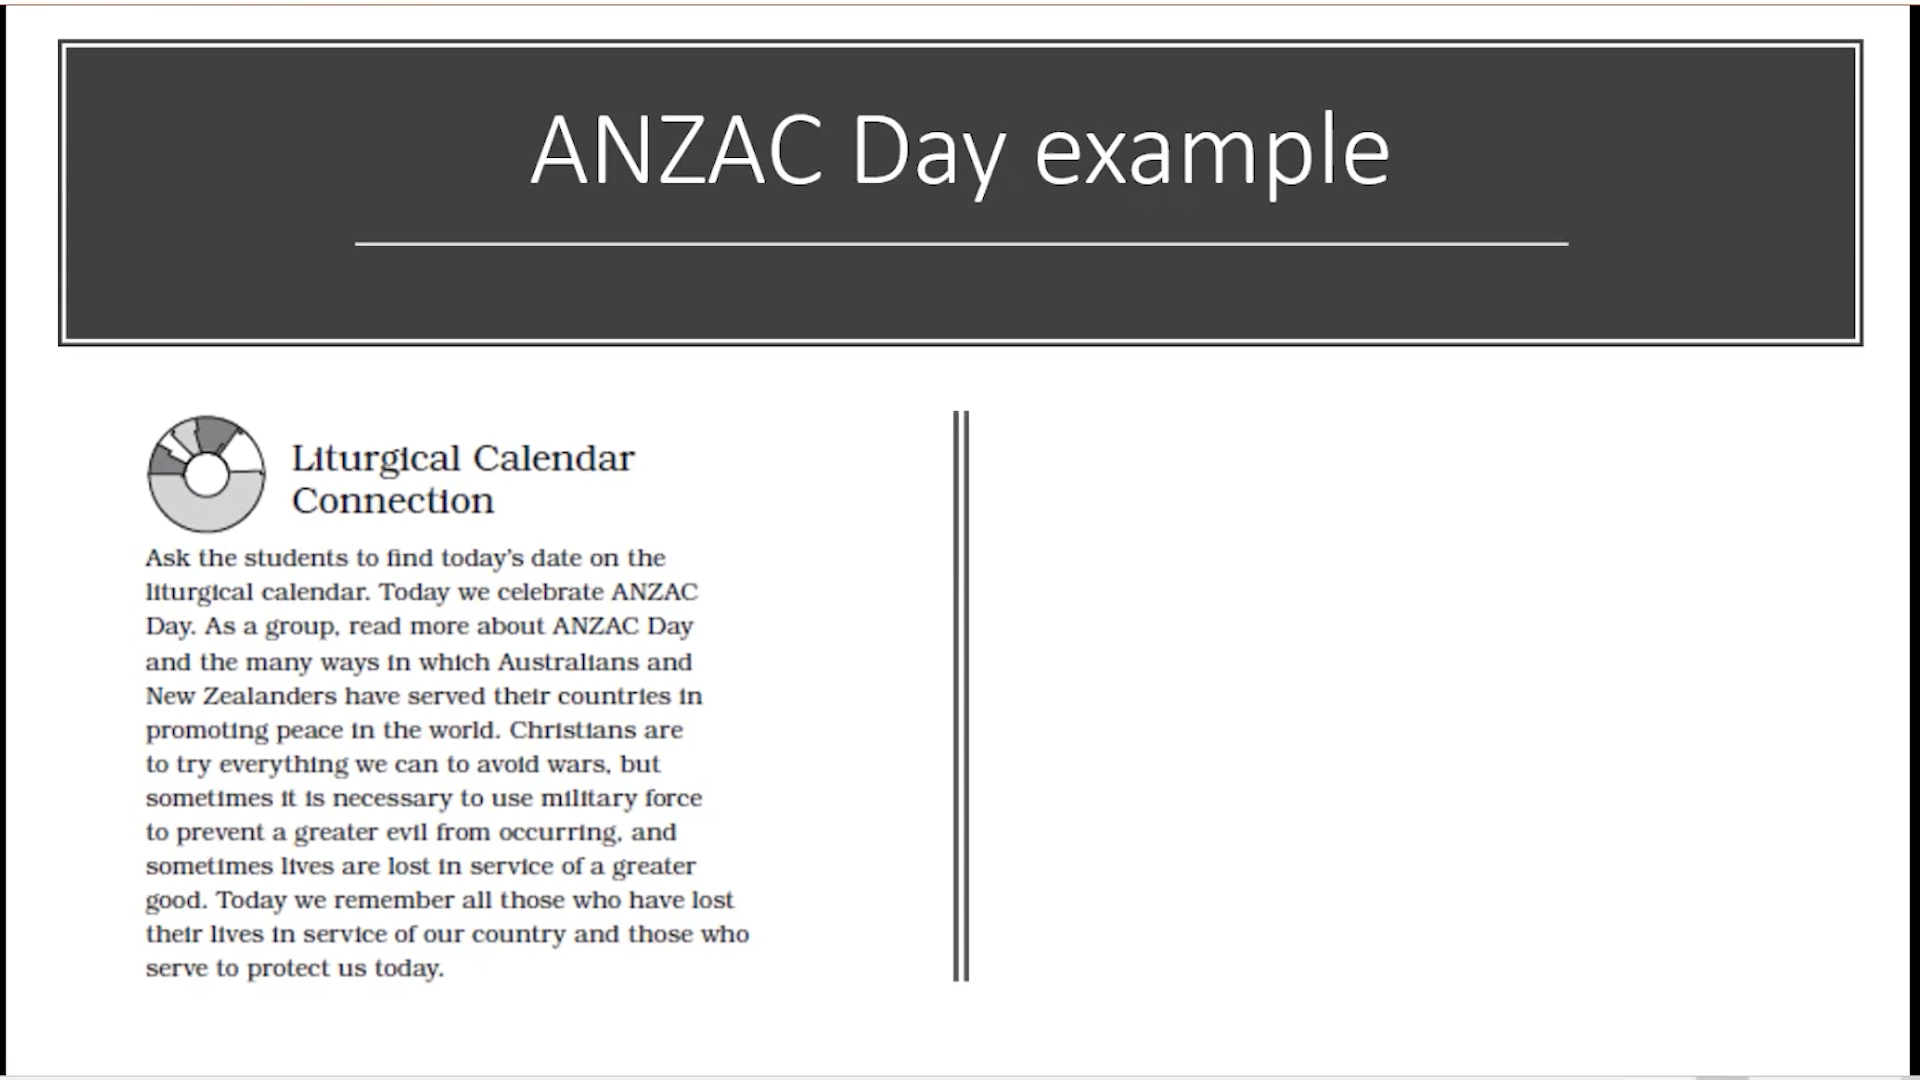 ANZAC Day example
Liturgical Calendar
Connection
Ask the students to find today's date on the
liturgical calendar. Today we celebrate ANZAC
Day. As a group, read more about ANZAC Day
and the many ways in which Australians and
New Zealanders have served their countries in
promoting peace in the world. Christians are
to try everything we can to avoid wars, but
sometimes it is necessary to use military force
to prevent a greater evil from occurring, and
sometimes lives are lost in service of a greater
good. Today we remember all those who have lost
their lives in service of our country and those who
serve to protect us today.